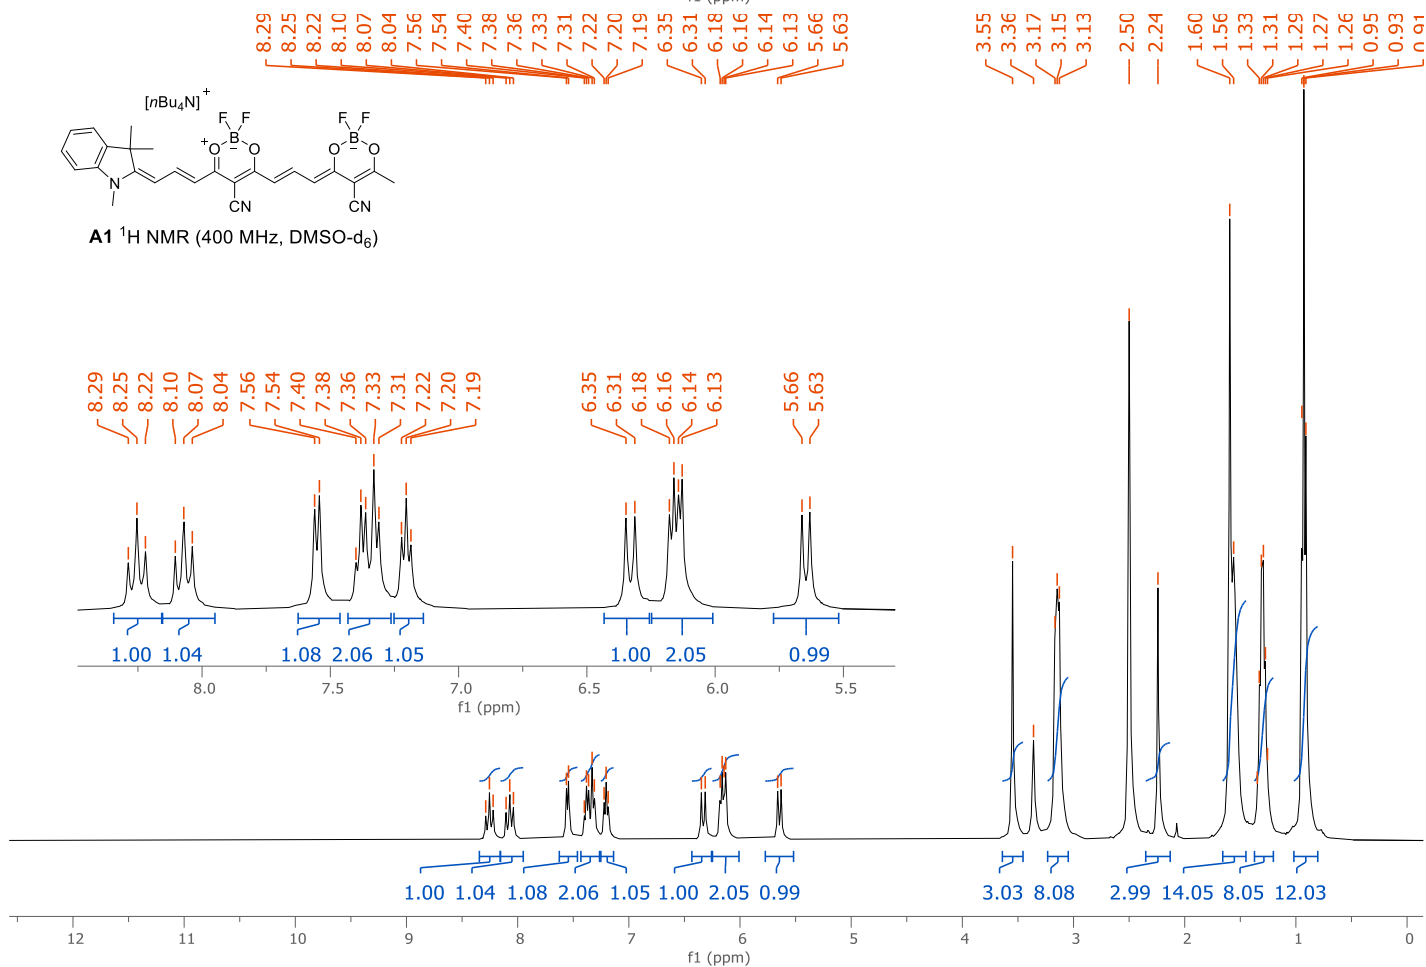 f1 (ppm)
8.29 8.25 8.22 8.10 8.07 8.04 7.56 7.54 7.40 7.38 7.36 7.33 7.31 7.22 7.20 7.19 6.35 6.31 6.18 6.16 6.14 6.13 5.66 5.63 3.55 3.36 3.17 3.15 3.13 2.50 2.24 1.60 1.56 1.33 1.31 1.29 1.27 1.26 0.95 0.93 0.91
[nBu4N]+
F F F F
B B
+ − −
O O O O
N
CN CN
A1 1H NMR (400 MHz, DMSO-d6)
8.29 8.25 8.22 8.10 8.07 8.04 7.56 7.54 7.40 7.38 7.36 7.33 7.31 7.22 7.20 7.19 6.35 6.31 6.18 6.16 6.14 6.13 5.66 5.63
1.00 1.04 1.08 2.06 1.05 1.00 2.05 0.99
8.0 7.5 7.0 6.5 6.0 5.5
f1 (ppm)
1.00 1.04 1.08 2.06 1.05 1.00 2.05 0.99 3.03 8.08 2.99 14.05 8.05 12.03
12 11 10 9 8 7 6 5 4 3 2 1 0
f1 (ppm)